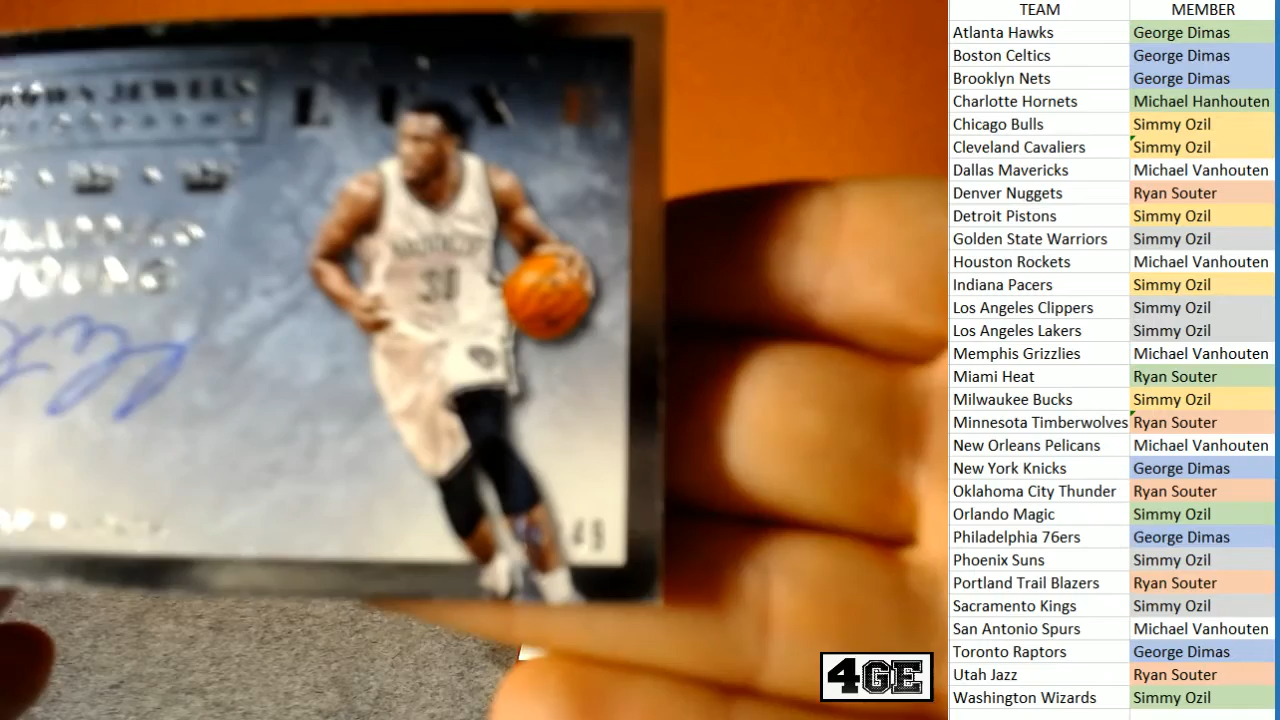 TEAM MEMBER
Atlanta Hawks George Dimas
Boston Celtics George Dimas
Brooklyn Nets George Dimas
Charlotte Hornets Michael Hanhouten
Chicago Bulls Simmy Ozil
Cleveland Cavaliers Simmy Ozil
Dallas Mavericks Michael Vanhouten
Denver Nuggets Ryan Souter
Detroit Pistons Simmy Ozil
Golden State Warriors Simmy Ozil
Houston Rockets Michael Vanhouten
Indiana Pacers Simmy Ozil
Los Angeles Clippers Simmy Ozil
Los Angeles Lakers Simmy Ozil
Memphis Grizzlies Michael Vanhouten
Miami Heat Ryan Souter
Milwaukee Bucks Simmy Ozil
Minnesota Timberwolves Ryan Souter
New Orleans Pelicans Michael Vanhouten
New York Knicks George Dimas
Oklahoma City Thunder Ryan Souter
Orlando Magic Simmy Ozil
Philadelphia 76ers George Dimas
Phoenix Suns Simmy Ozil
Portland Trail Blazers Ryan Souter
Sacramento Kings Simmy Ozil
San Antonio Spurs Michael Vanhouten
Toronto Raptors George Dimas
Utah Jazz Ryan Souter
Washington Wizards Simmy Ozil
JEWELS
LUXE
YOUNG
30
49
4GE